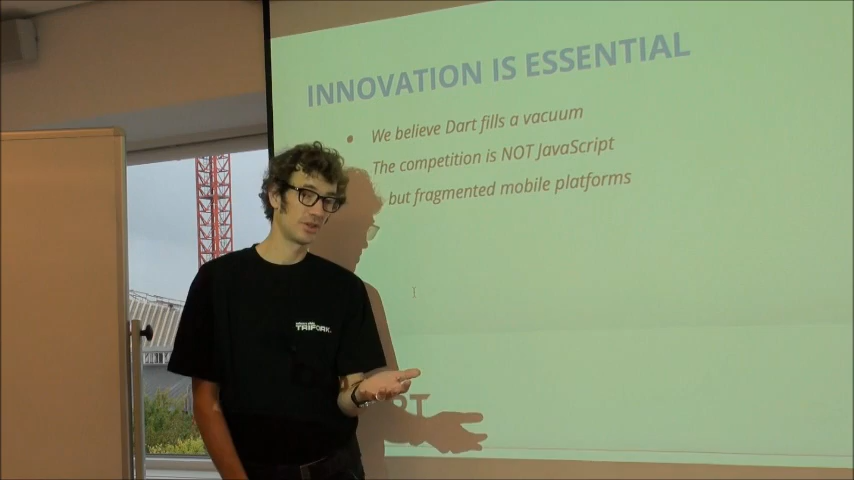 INNOVATION IS ESSENTIAL
• We believe Dart fills a vacuum
The competition is NOT JavaScript
but fragmented mobile platforms
TRIFORK.